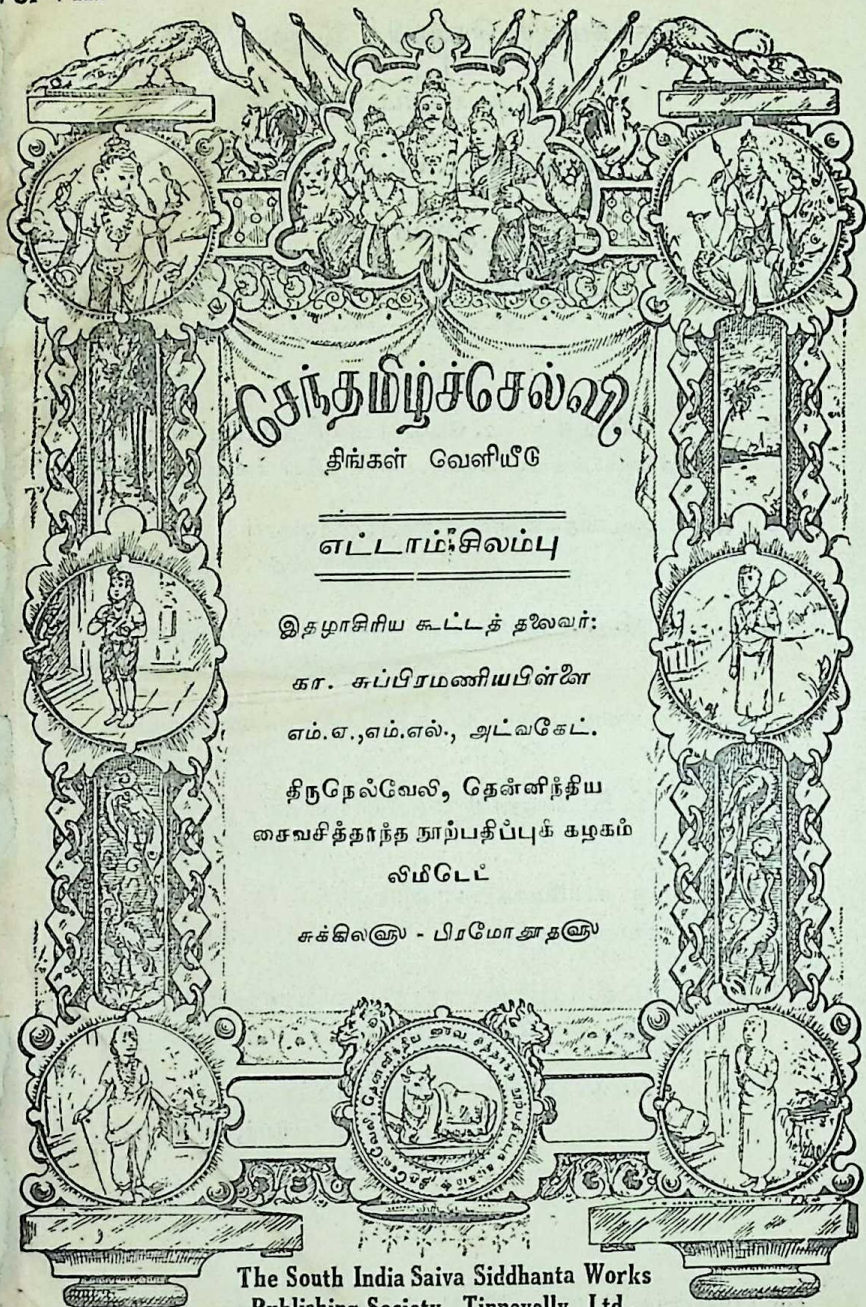 செந்தமிழ்ச்செல்வி
திங்கள் வெளியீடு
எட்டாம் சிலம்பு
இதழாசிரிய கூட்டத் தலைவர்:
கா. சுப்பிரமணியபிள்ளை
எம்.ஏ.,எம்.எல்., அட்வகேட்.
திருநெல்வேலி, தென்னிந்திய
சைவசித்தாந்த நூற்பதிப்புக் கழகம்
லிமிடெட்
சுக்கில௵ - பிரமோதூத௵
The South India Saiva Siddhanta Works
Publishing Society, Tinnevelly, Ltd.